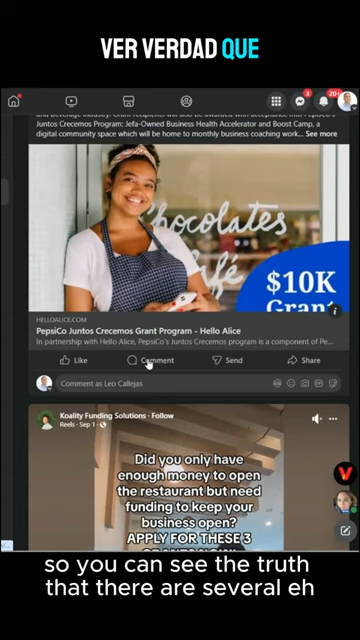 VER VERDAD QUE
3
20+
and Beverage industry. Grant recipients will also be awarded with acceptance into PepsiCo's
Juntos Crecemos Program: Jefa-Owned Business Health Accelerator and Boost Camp, a
digital community space which will be home to monthly business coaching work... See more
Chocolates
Café
$10K
Grant
HELLOALICE.COM
PepsiCo Juntos Crecemos Grant Program - Hello Alice
In partnership with Hello Alice, PepsiCo's Juntos Crecemos program is a component of Pe...
Like
Comment
Send
Share
Comment as Leo Callejas
Koality Funding Solutions · Follow
Reels · Sep 1 ·
Did you only have
enough money to open
the restaurant but need
funding to keep your
business open?
APPLY FOR THESE 3
so you can see the truth
that there are several eh